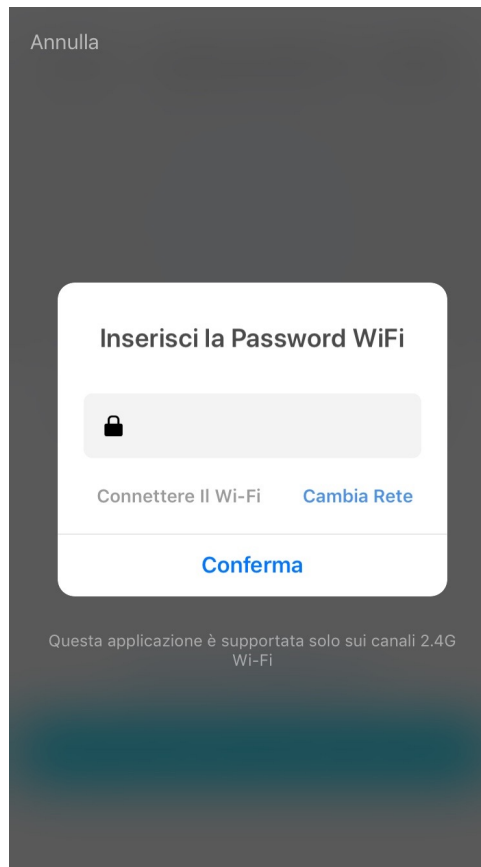 Annulla
Inserisci la Password WiFi
Connettere Il Wi-Fi
Cambia Rete
Conferma
Questa applicazione è supportata solo sui canali 2.4G
Wi-Fi